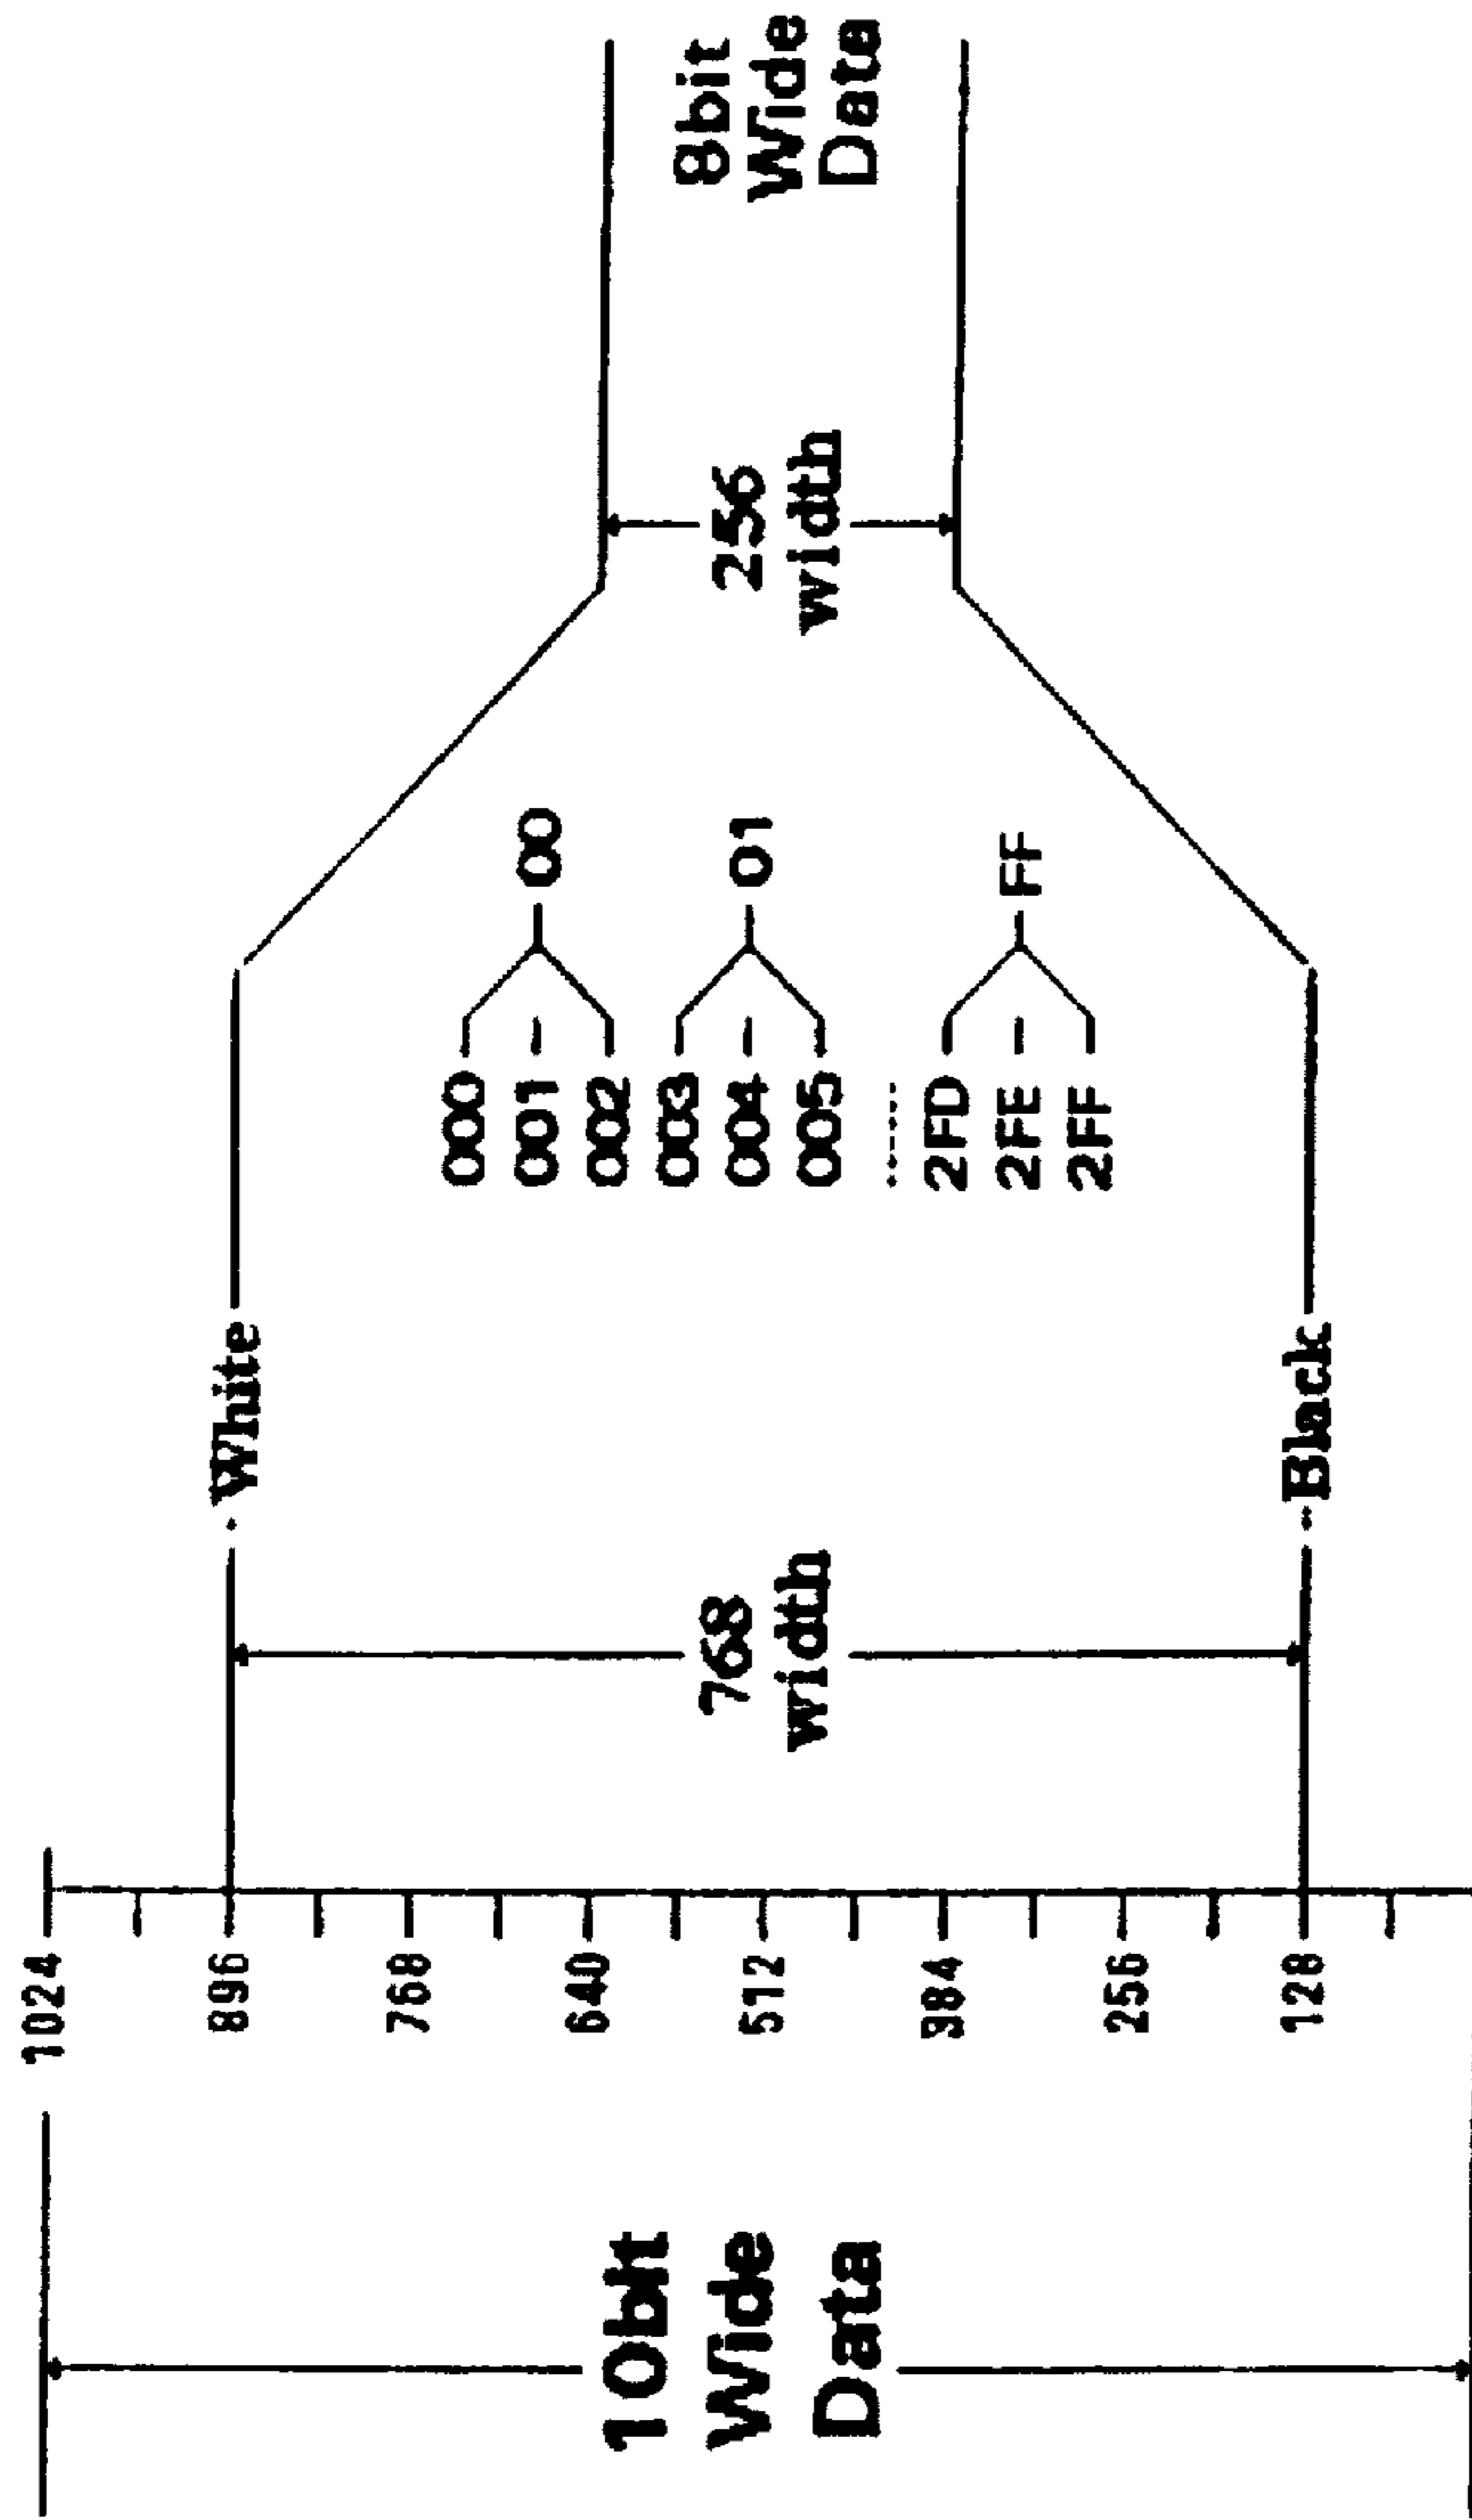 10bit
Wide
Data
1024
896
768
640
512
384
256
128
768
width
White
Black
000
001
002
003
004
005
2FD
2FE
2FF
00
01
FF
256
width
8bit
Wide
Data